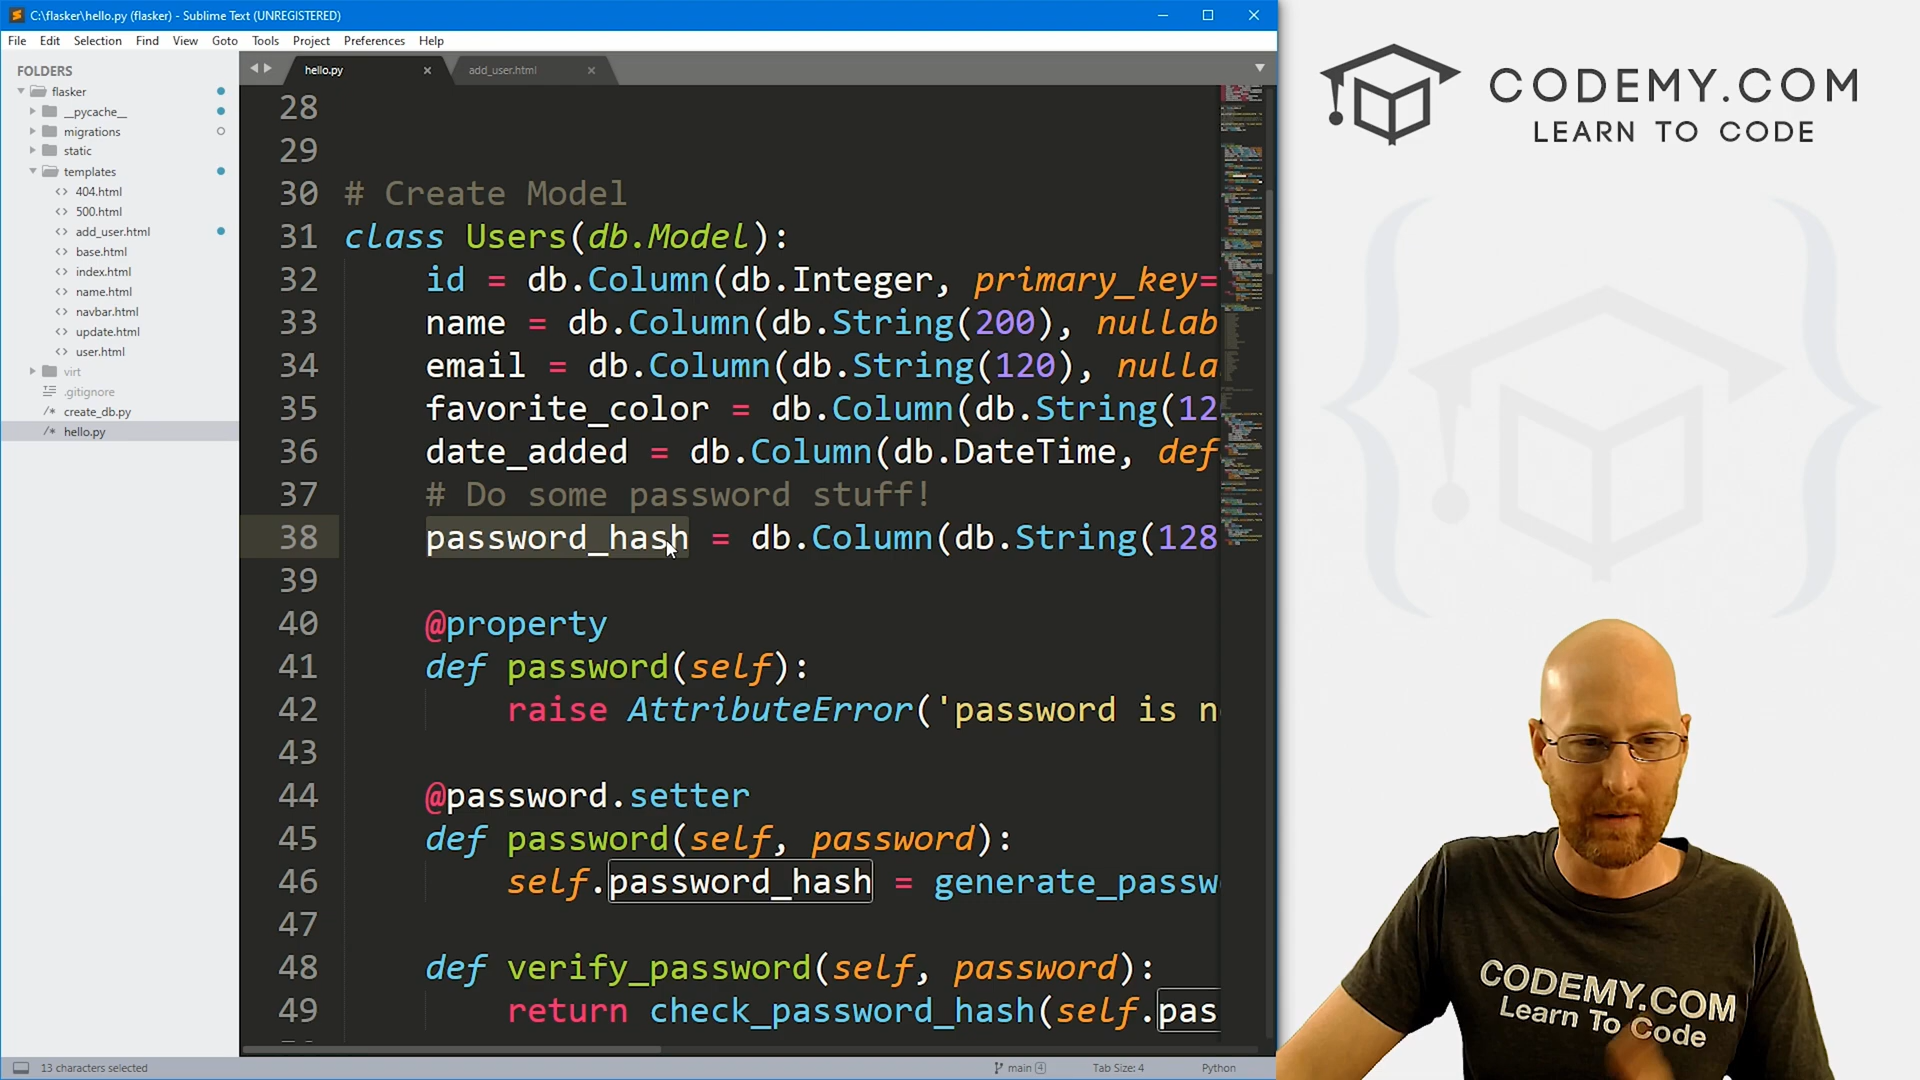 C:\flasker\hello.py (flasker) - Sublime Text (UNREGISTERED)
File Edit Selection Find View Goto Tools Project Preferences Help
FOLDERS
flasker
__pycache__
migrations
static
templates
404.html
500.html
add_user.html
base.html
index.html
name.html
navbar.html
update.html
user.html
virt
.gitignore
create_db.py
hello.py
hello.py add_user.html
28
29
30 # Create Model
31 class Users(db.Model):
32 id = db.Column(db.Integer, primary_key=
33 name = db.Column(db.String(200), nullab
34 email = db.Column(db.String(120), nulla
35 favorite_color = db.Column(db.String(12
36 date_added = db.Column(db.DateTime, def
37 # Do some password stuff!
38 password_hash = db.Column(db.String(128
39
40 @property
41 def password(self):
42 raise AttributeError('password is n
43
44 @password.setter
45 def password(self, password):
46 self.password_hash = generate_passw
47
48 def verify_password(self, password):
49 return check_password_hash(self.pas
13 characters selected
main 4 Tab Size: 4 Python
CODEMY.COM
LEARN TO CODE
CODEMY.COM
Learn To Code